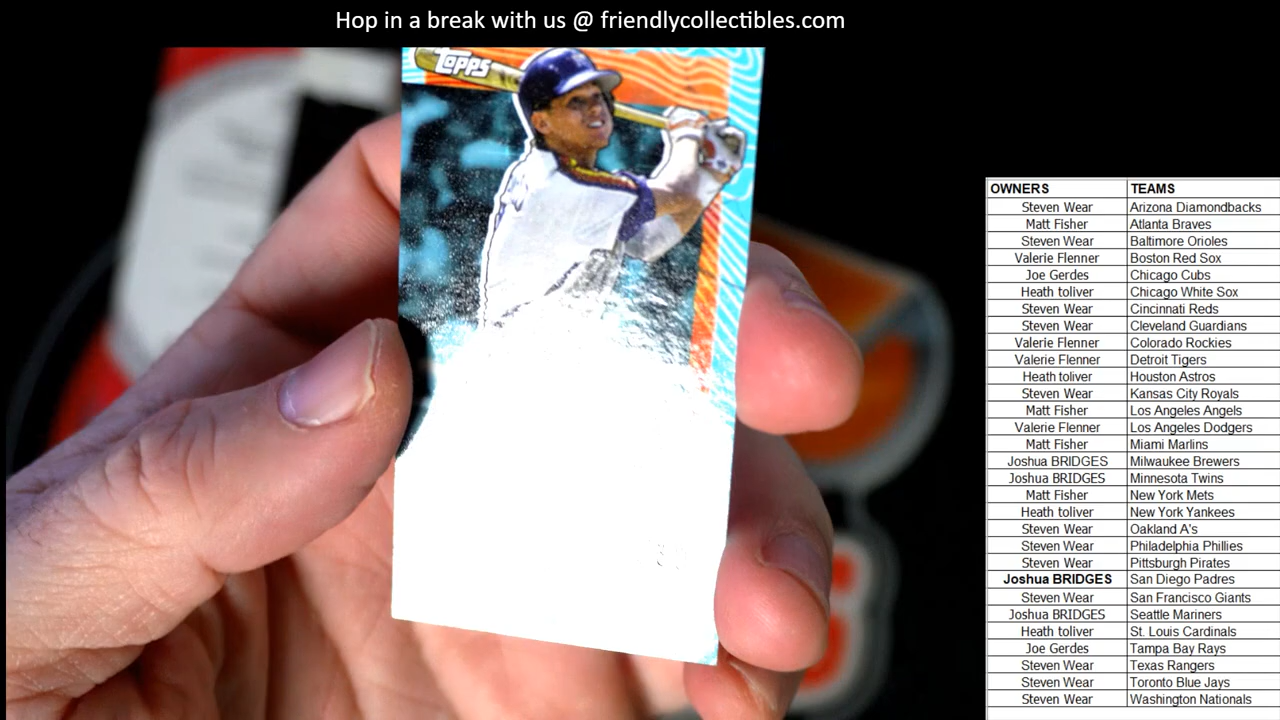 Hop in a break with us @ friendlycollectibles.com
Topps
OWNERS TEAMS
Steven Wear Arizona Diamondbacks
Matt Fisher Atlanta Braves
Steven Wear Baltimore Orioles
Valerie Flenner Boston Red Sox
Joe Gerdes Chicago Cubs
Heath toliver Chicago White Sox
Steven Wear Cincinnati Reds
Steven Wear Cleveland Guardians
Valerie Flenner Colorado Rockies
Valerie Flenner Detroit Tigers
Heath toliver Houston Astros
Steven Wear Kansas City Royals
Matt Fisher Los Angeles Angels
Valerie Flenner Los Angeles Dodgers
Matt Fisher Miami Marlins
Joshua BRIDGES Milwaukee Brewers
Joshua BRIDGES Minnesota Twins
Matt Fisher New York Mets
Heath toliver New York Yankees
Steven Wear Oakland A's
Steven Wear Philadelphia Phillies
Steven Wear Pittsburgh Pirates
Joshua BRIDGES San Diego Padres
Steven Wear San Francisco Giants
Joshua BRIDGES Seattle Mariners
Heath toliver St. Louis Cardinals
Joe Gerdes Tampa Bay Rays
Steven Wear Texas Rangers
Steven Wear Toronto Blue Jays
Steven Wear Washington Nationals